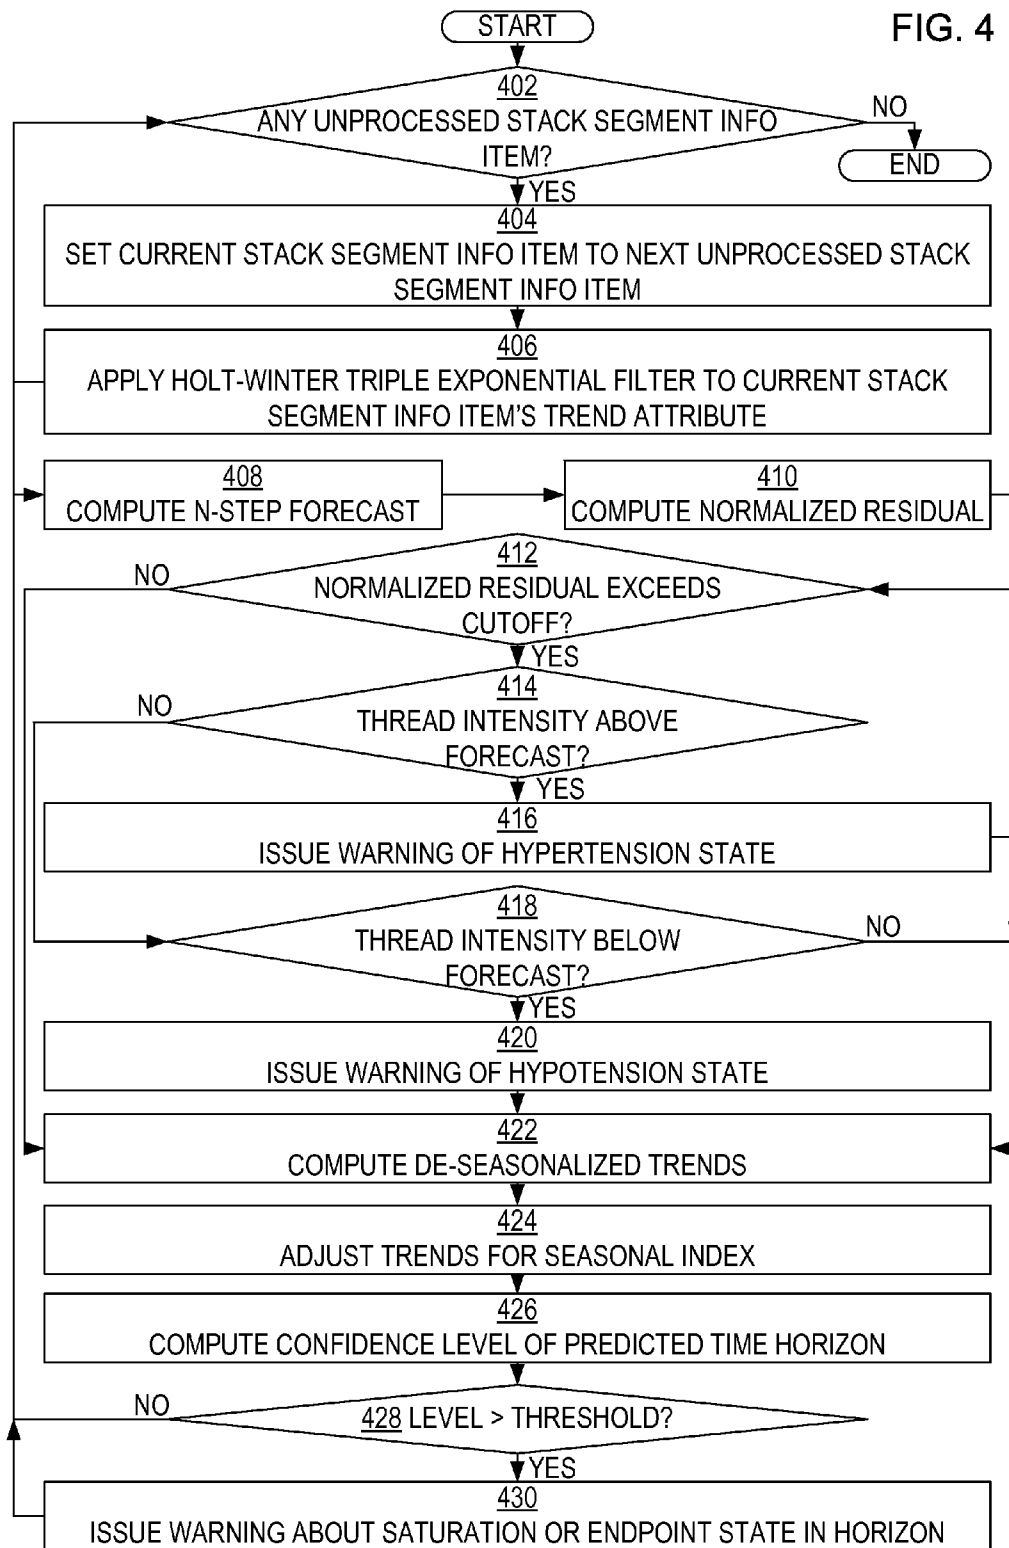 START
FIG. 4
402
ANY UNPROCESSED STACK SEGMENT INFO
ITEM?
NO
END
YES
404
SET CURRENT STACK SEGMENT INFO ITEM TO NEXT UNPROCESSED STACK
SEGMENT INFO ITEM
406
APPLY HOLT-WINTER TRIPLE EXPONENTIAL FILTER TO CURRENT STACK
SEGMENT INFO ITEM'S TREND ATTRIBUTE
408
COMPUTE N-STEP FORECAST
410
COMPUTE NORMALIZED RESIDUAL
412
NORMALIZED RESIDUAL EXCEEDS
CUTOFF?
NO
YES
414
THREAD INTENSITY ABOVE
FORECAST?
NO
YES
416
ISSUE WARNING OF HYPERTENSION STATE
418
THREAD INTENSITY BELOW
FORECAST?
NO
YES
420
ISSUE WARNING OF HYPOTENSION STATE
422
COMPUTE DE-SEASONALIZED TRENDS
424
ADJUST TRENDS FOR SEASONAL INDEX
426
COMPUTE CONFIDENCE LEVEL OF PREDICTED TIME HORIZON
NO
428 LEVEL > THRESHOLD?
YES
430
ISSUE WARNING ABOUT SATURATION OR ENDPOINT STATE IN HORIZON